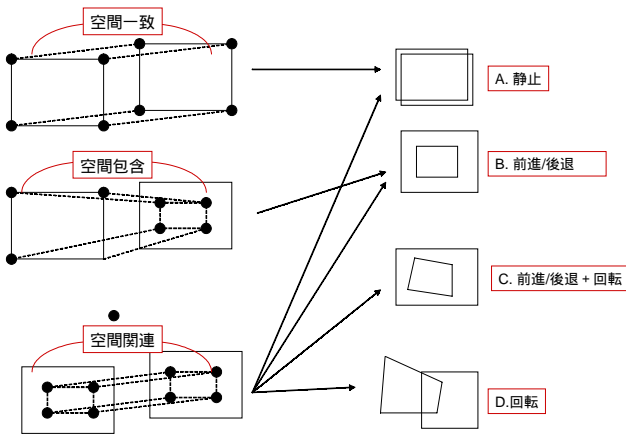 空間一致
A. 静止
空間包含
B. 前進/後退
C. 前進/後退 + 回転
空間関連
D.回転